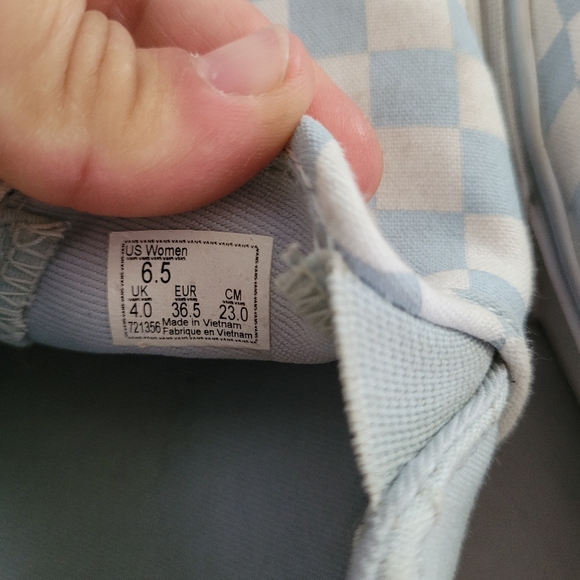 US Women
6.5
UK EUR CM
4.0 36.5 23.0
721356 Made in Vietnam
Fabriqué en Vietnam